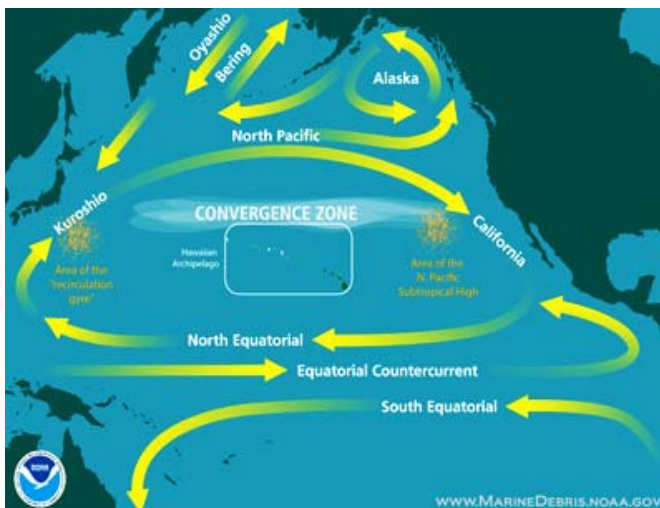 Oyashio
Bering
Alaska
North Pacific
Kuroshio
CONVERGENCE ZONE
California
Hawaiian
Archipelago
Area of the
"recirculation
gyre"
Area of the
N. Pacific
Subtropical High
North Equatorial
Equatorial Countercurrent
South Equatorial
NOAA
WWW.MARINEDEBRIS.NOAA.GOV